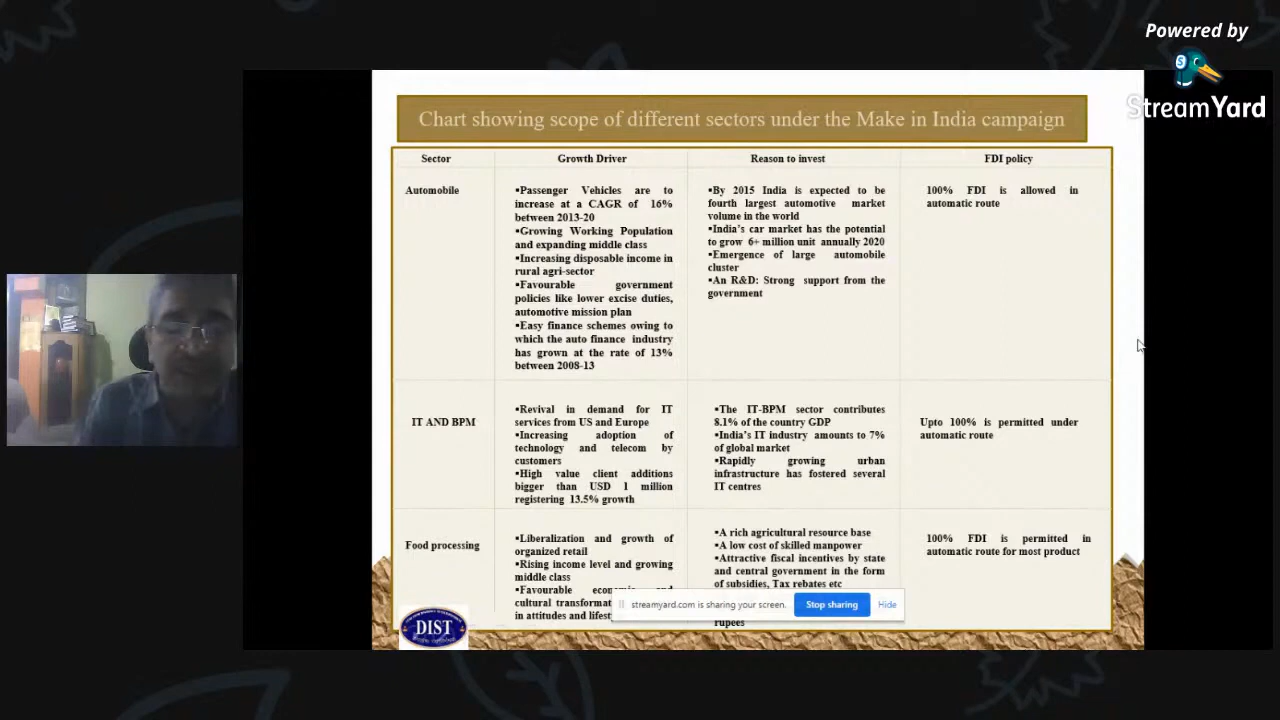 Powered by
StreamYard
Chart showing scope of different sectors under the Make in India campaign
Sector
Growth Driver
Reason to invest
FDI policy
Automobile
▪Passenger Vehicles are to
increase at a CAGR of 16%
between 2013-20
▪Growing Working Population
and expanding middle class
▪Increasing disposable income in
rural agri-sector
▪Favourable government
policies like lower excise duties,
automotive mission plan
▪Easy finance schemes owing to
which the auto finance industry
has grown at the rate of 13%
between 2008-13
▪By 2015 India is expected to be
fourth largest automotive market
volume in the world
▪India's car market has the potential
to grow 6+ million unit annually 2020
▪Emergence of large automobile
cluster
▪An R&D: Strong support from the
government
100% FDI is allowed in
automatic route
IT AND BPM
▪Revival in demand for IT
services from US and Europe
▪Increasing adoption of
technology and telecom by
customers
▪High value client additions
bigger than USD 1 million
registering 13.5% growth
▪The IT-BPM sector contributes
8.1% of the country GDP
▪India's IT industry amounts to 7%
of global market
▪Rapidly growing urban
infrastructure has fostered several
IT centres
Upto 100% is permitted under
automatic route
Food processing
▪Liberalization and growth of
organized retail
▪Rising income level and growing
middle class
▪Favourable and
cultural
in attitudes and
▪A rich agricultural resource base
▪A low cost of skilled manpower
▪Attractive fiscal incentives by state
and central government in the form
of subsidies, Tax rebates etc
rupees
100% FDI is permitted in
automatic route for most product
streamyard.com is sharing your screen.
Stop sharing
Hide
DIST